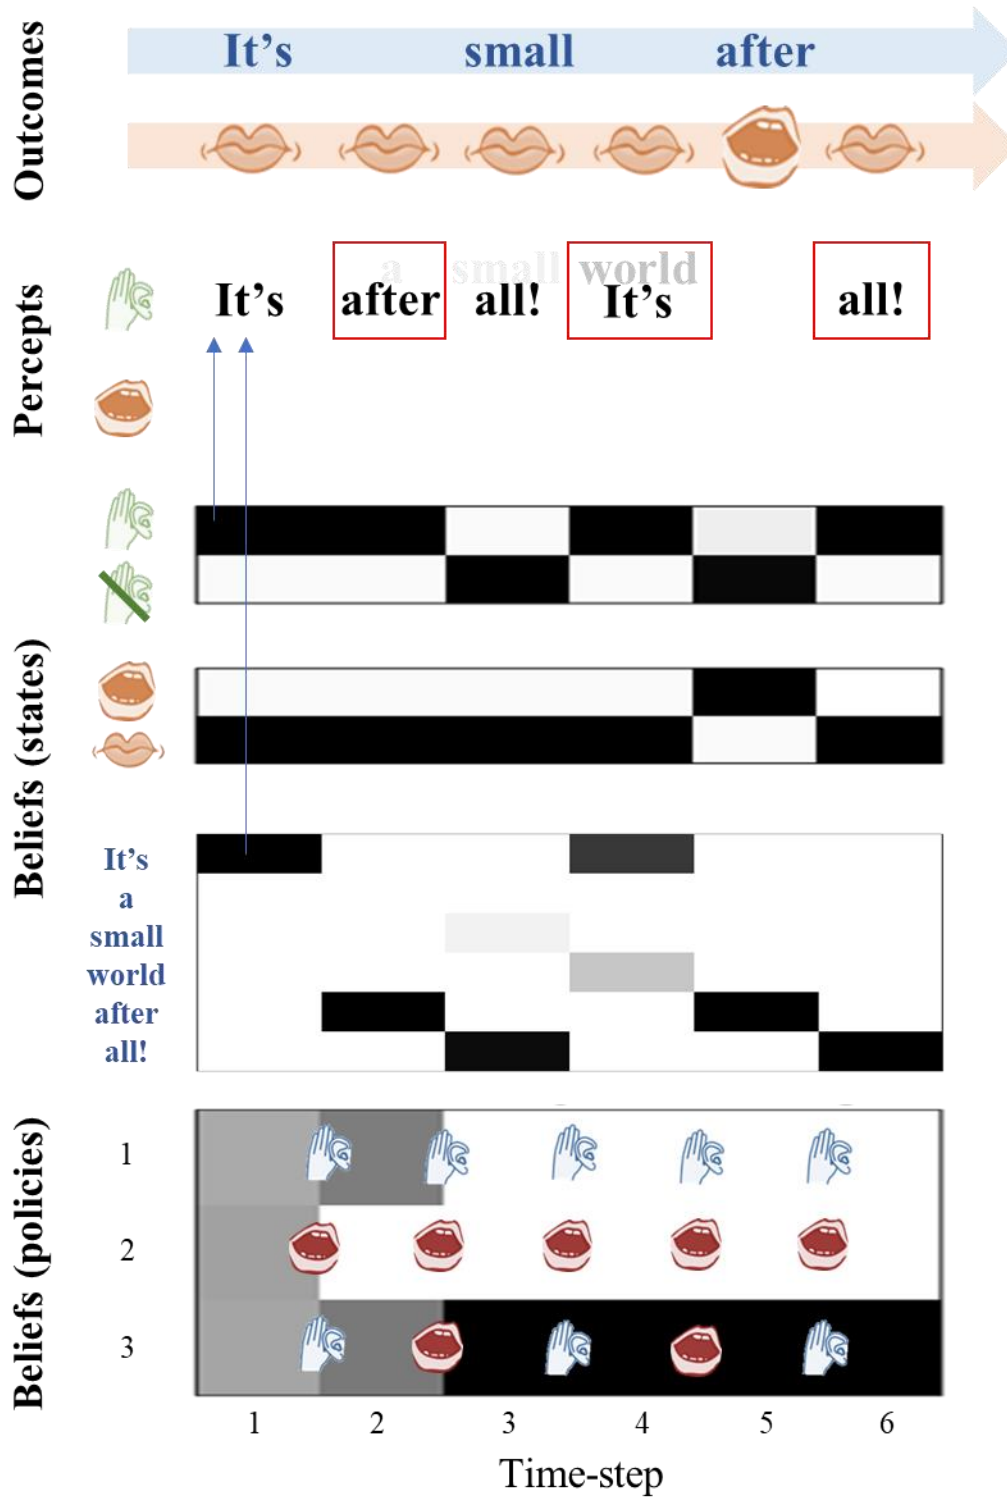 Outcomes
It's small after
Percepts
a small world
It's after all! It's all!
Beliefs (states)
It's
a
small
world
after
all!
Beliefs (policies)
1
2
3
1 2 3 4 5 6
Time-step